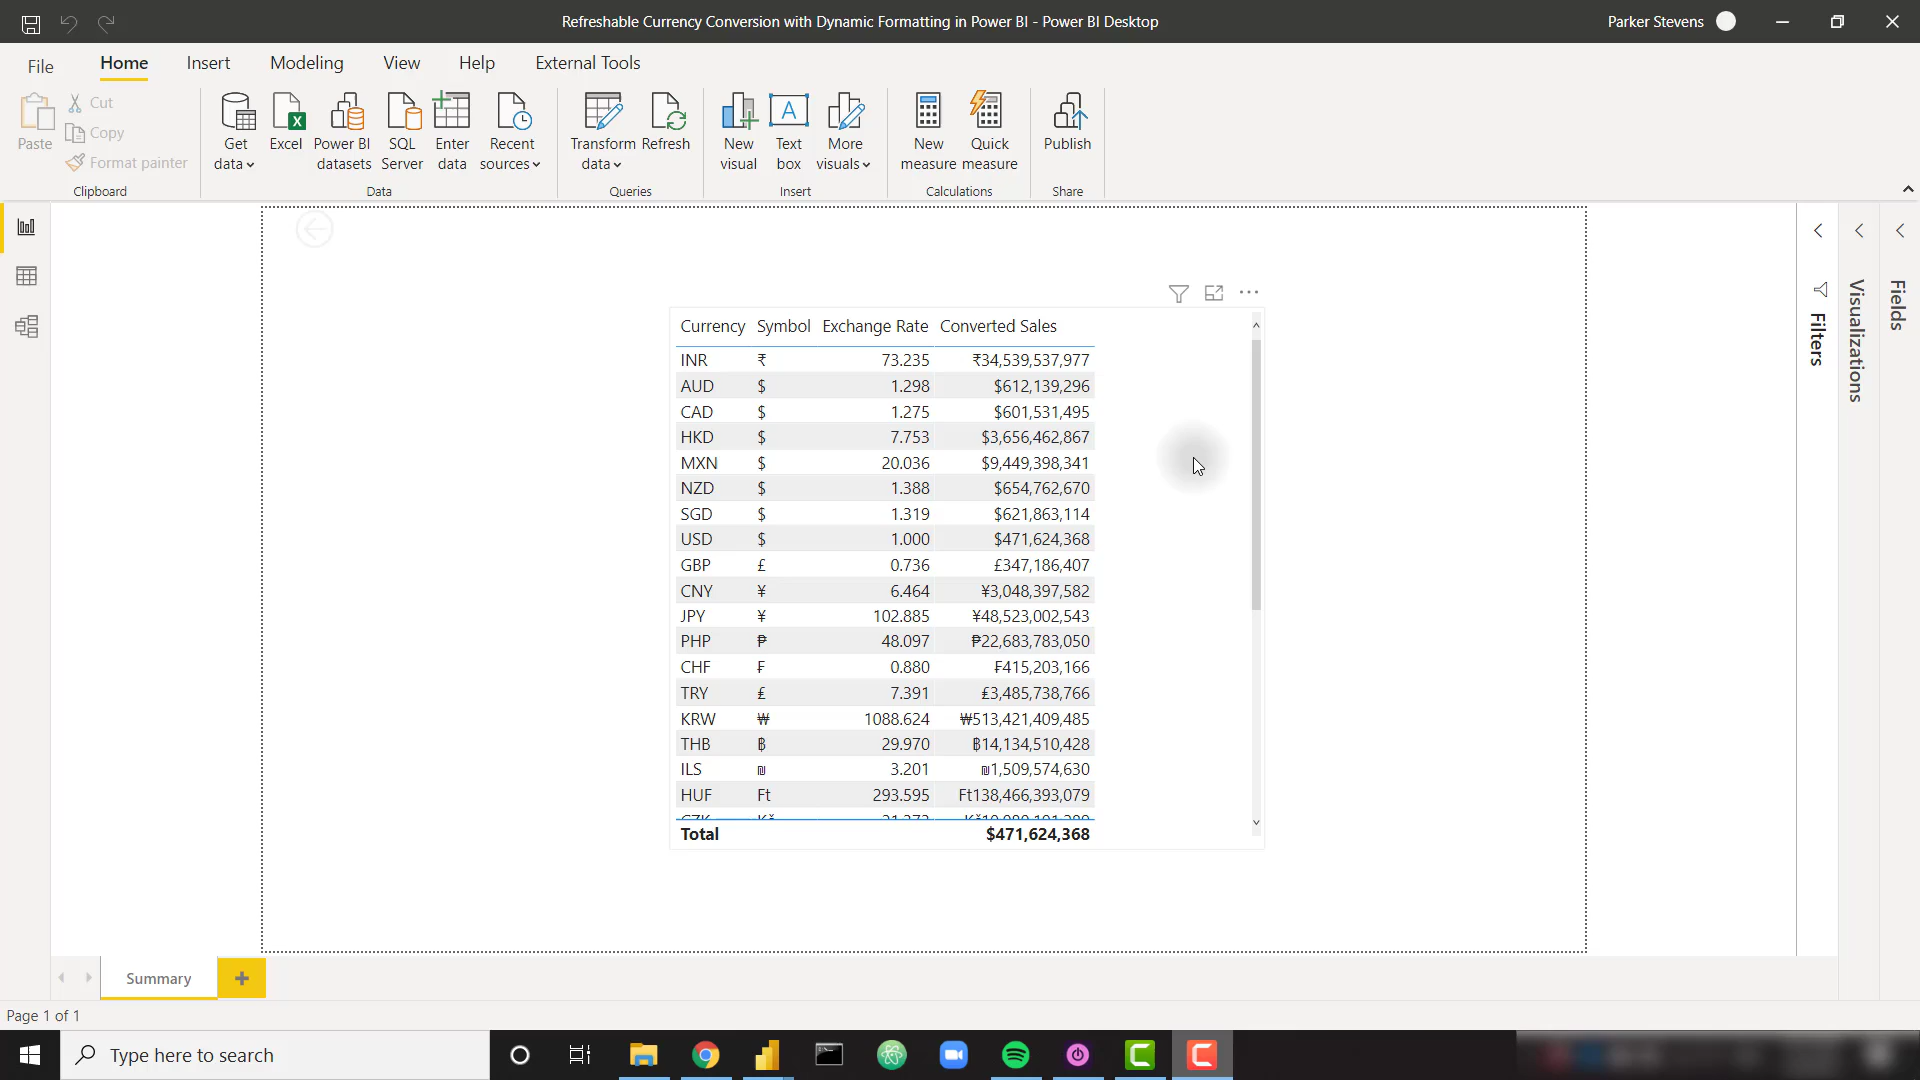 Refreshable Currency Conversion with Dynamic Formatting in Power BI - Power BI Desktop
Parker Stevens
File
Home
Insert
Modeling
View
Help
External Tools
Paste
Cut
Copy
Format painter
Clipboard
Get data
Excel
Power BI datasets
SQL Server
Enter data
Recent sources
Data
Transform data
Refresh
Queries
New visual
Text box
More visuals
Insert
New measure
Quick measure
Calculations
Publish
Share
Filters
Visualizations
Fields
Currency Symbol Exchange Rate Converted Sales
INR ₹ 73.235 ₹34,539,537,977
AUD $ 1.298 $612,139,296
CAD $ 1.275 $601,531,495
HKD $ 7.753 $3,656,462,867
MXN $ 20.036 $9,449,398,341
NZD $ 1.388 $654,762,670
SGD $ 1.319 $621,863,114
USD $ 1.000 $471,624,368
GBP £ 0.736 £347,186,407
CNY ¥ 6.464 ¥3,048,397,582
JPY ¥ 102.885 ¥48,523,002,543
PHP ₱ 48.097 ₱22,683,783,050
CHF ₣ 0.880 ₣415,203,166
TRY ₤ 7.391 ₤3,485,738,766
KRW ₩ 1088.624 ₩513,421,409,485
THB ฿ 29.970 ฿14,134,510,428
ILS ₪ 3.201 ₪1,509,574,630
HUF Ft 293.595 Ft138,466,393,079
Total $471,624,368
Summary
Page 1 of 1
Type here to search